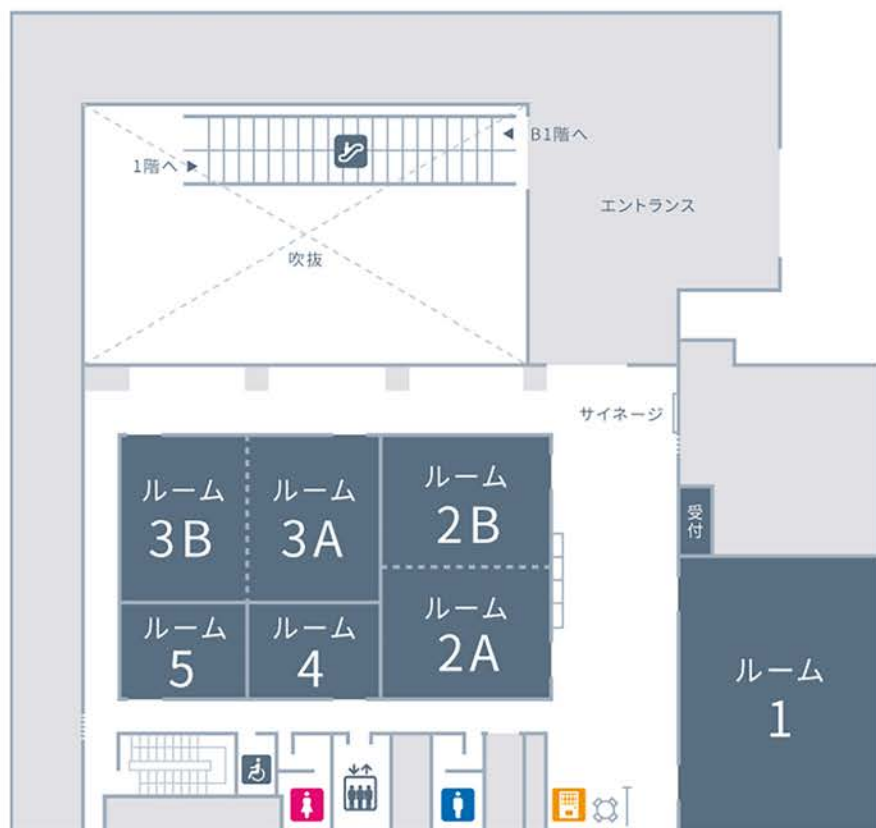 B1階へ
1階へ
エントランス
吹抜
サイネージ
ルーム
3B
ルーム
3A
ルーム
2B
受付
ルーム
5
ルーム
4
ルーム
2A
ルーム
1